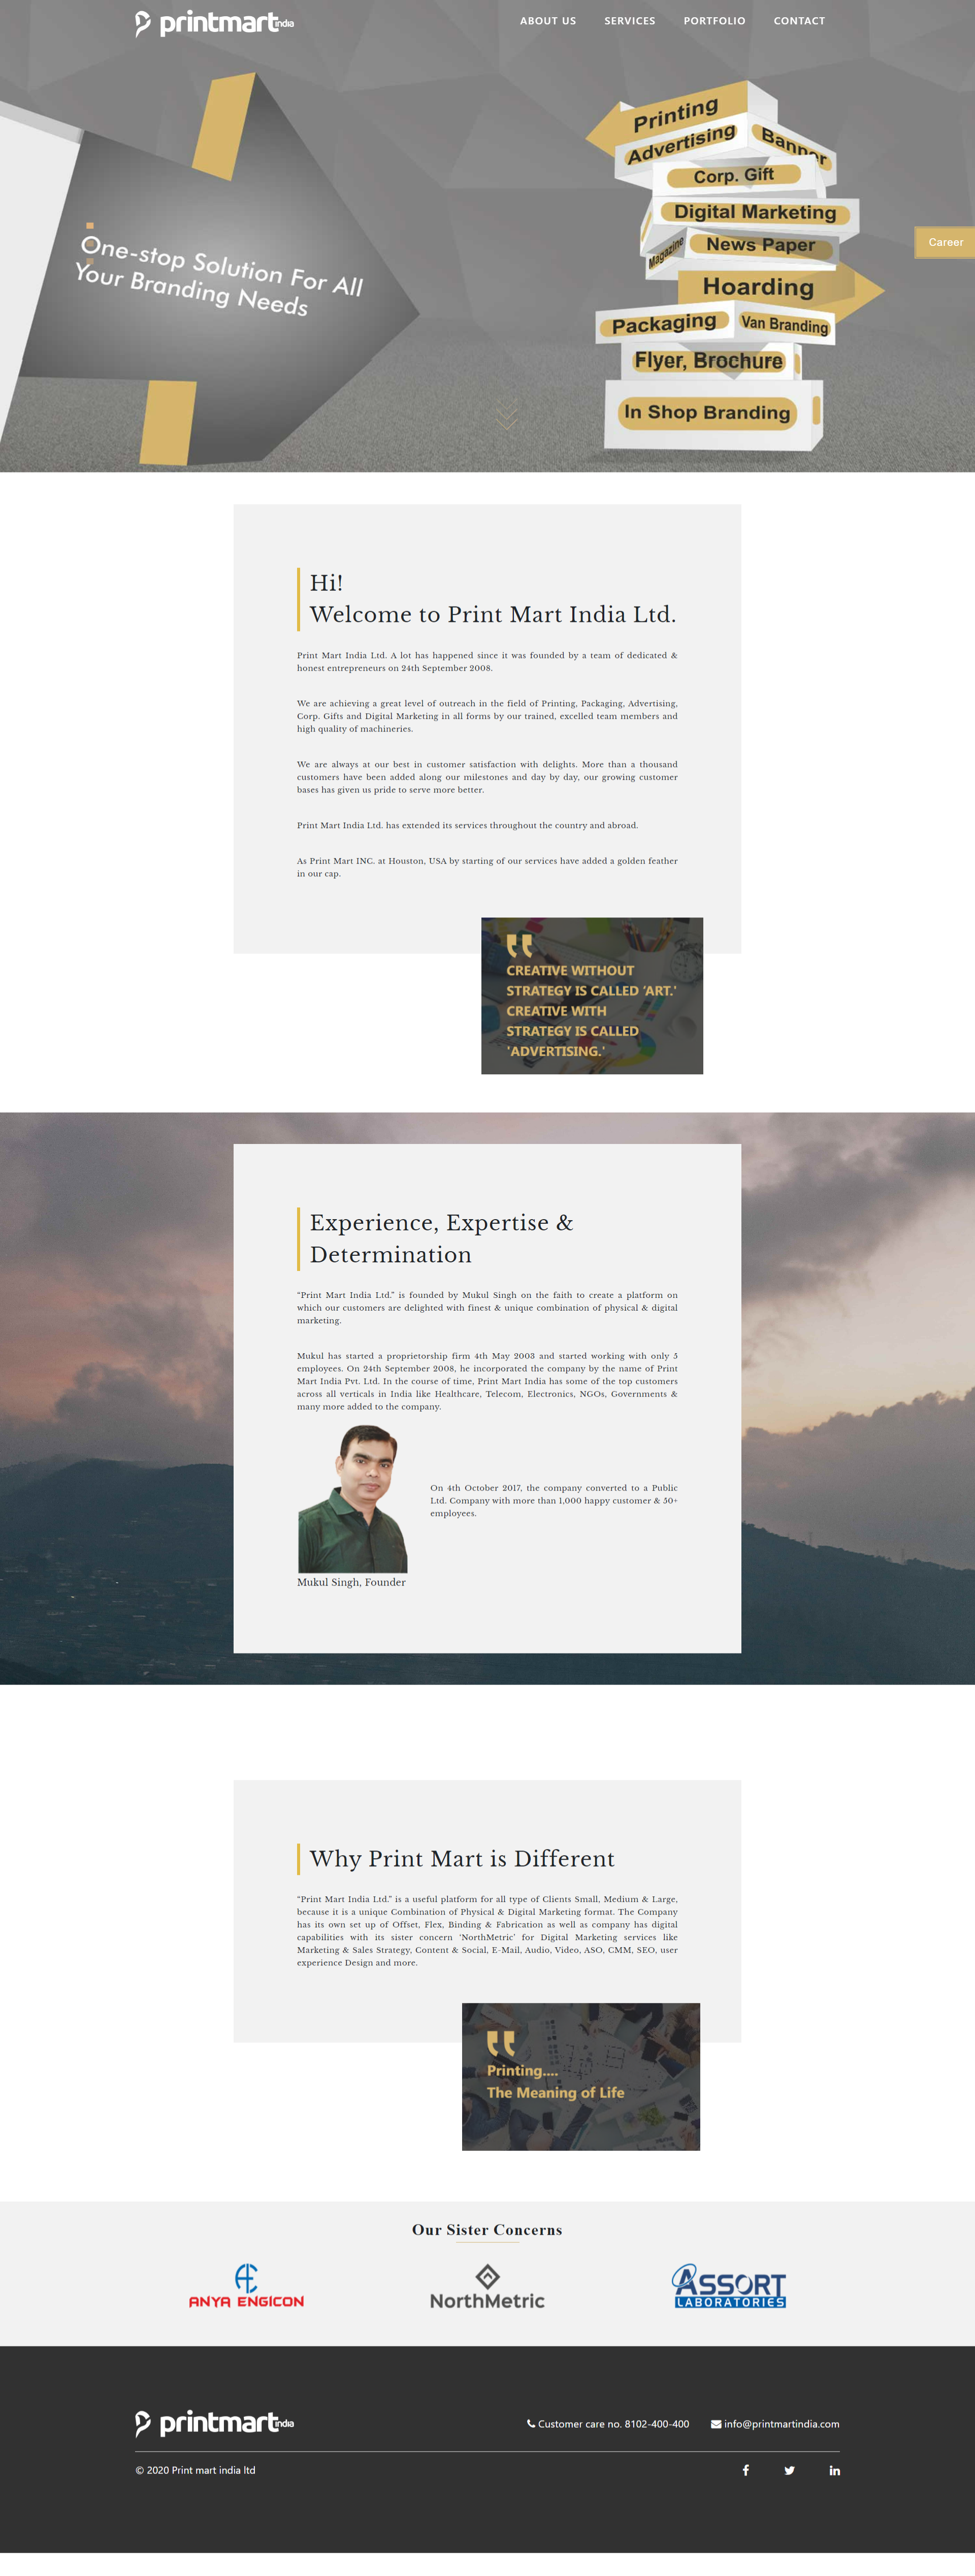 printmart india
ABOUT US SERVICES PORTFOLIO CONTACT
One-stop Solution For All
Your Branding Needs
Printing
Advertising
Banner
Corp. Gift
Digital Marketing
Magazine
News Paper
Hoarding
Packaging
Van Branding
Flyer, Brochure
In Shop Branding
Career
Hi!
Welcome to Print Mart India Ltd.
Print Mart India Ltd. A lot has happened since it was founded by a team of dedicated &
honest entrepreneurs on 24th September 2008.
We are achieving a great level of outreach in the field of Printing, Packaging, Advertising,
Corp. Gifts and Digital Marketing in all forms by our trained, excelled team members and
high quality of machineries.
We are always at our best in customer satisfaction with delights. More than a thousand
customers have been added along our milestones and day by day, our growing customer
bases has given us pride to serve more better.
Print Mart India Ltd. has extended its services throughout the country and abroad.
As Print Mart INC. at Houston, USA by starting of our services have added a golden feather
in our cap.
CREATIVE WITHOUT
STRATEGY IS CALLED 'ART.'
CREATIVE WITH
STRATEGY IS CALLED
'ADVERTISING.'
Experience, Expertise &
Determination
“Print Mart India Ltd.” is founded by Mukul Singh on the faith to create a platform on
which our customers are delighted with finest & unique combination of physical & digital
marketing.
Mukul has started a proprietorship firm 4th May 2003 and started working with only 5
employees. On 24th September 2008, he incorporated the company by the name of Print
Mart India Pvt. Ltd. In the course of time, Print Mart India has some of the top customers
across all verticals in India like Healthcare, Telecom, Electronics, NGOs, Governments &
many more added to the company.
On 4th October 2017, the company converted to a Public
Ltd. Company with more than 1,000 happy customer & 50+
employees.
Mukul Singh, Founder
Why Print Mart is Different
“Print Mart India Ltd.” is a useful platform for all type of Clients Small, Medium & Large,
because it is a unique Combination of Physical & Digital Marketing format. The Company
has its own set up of Offset, Flex, Binding & Fabrication as well as company has digital
capabilities with its sister concern ‘NorthMetric’ for Digital Marketing services like
Marketing & Sales Strategy, Content & Social, E-Mail, Audio, Video, ASO, CMM, SEO, user
experience Design and more.
Printing....
The Meaning of Life
Our Sister Concerns
ANYA ENGICON
NorthMetric
ASSORT
LABORATORIES
printmart india
Customer care no. 8102-400-400 info@printmartindia.com
© 2020 Print mart india ltd